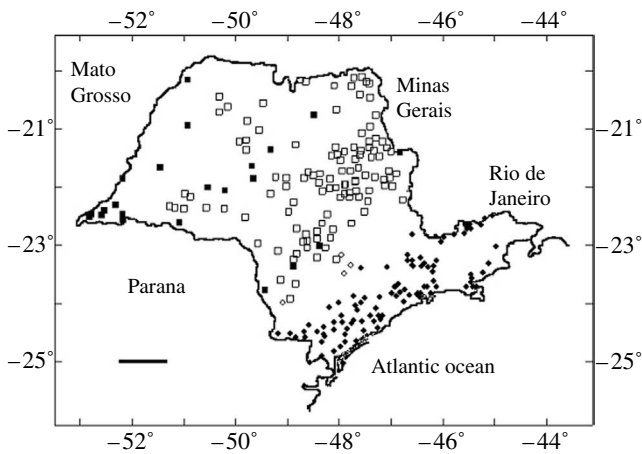 −52 −50° −48° −46° −44°
Mato
Grosso
Minas
Gerais
−21° −21°
Rio de
Janeiro
−23° −23°
Parana
−25° −25°
Atlantic ocean
−52° −50° −48° −46° −44°